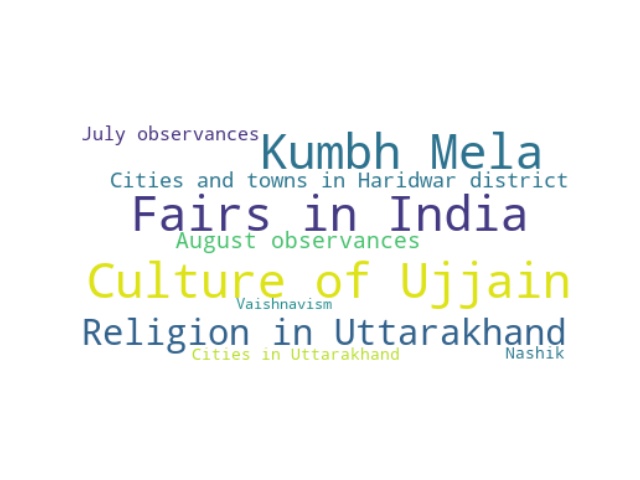 July observances
Kumbh Mela
Cities and towns in Haridwar district
Fairs in India
August observances
Culture of Ujjain
Vaishnavism
Religion in Uttarakhand
Cities in Uttarakhand
Nashik